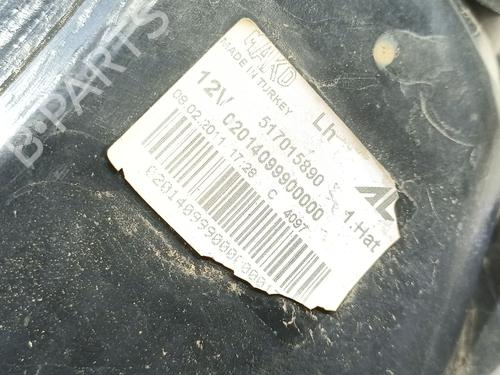 B-PARTS
MAKO
MADE IN TURKEY
Lh
12V
517015890
C2014099900000
1.Hat
09.02.2011 17:28 C 4097